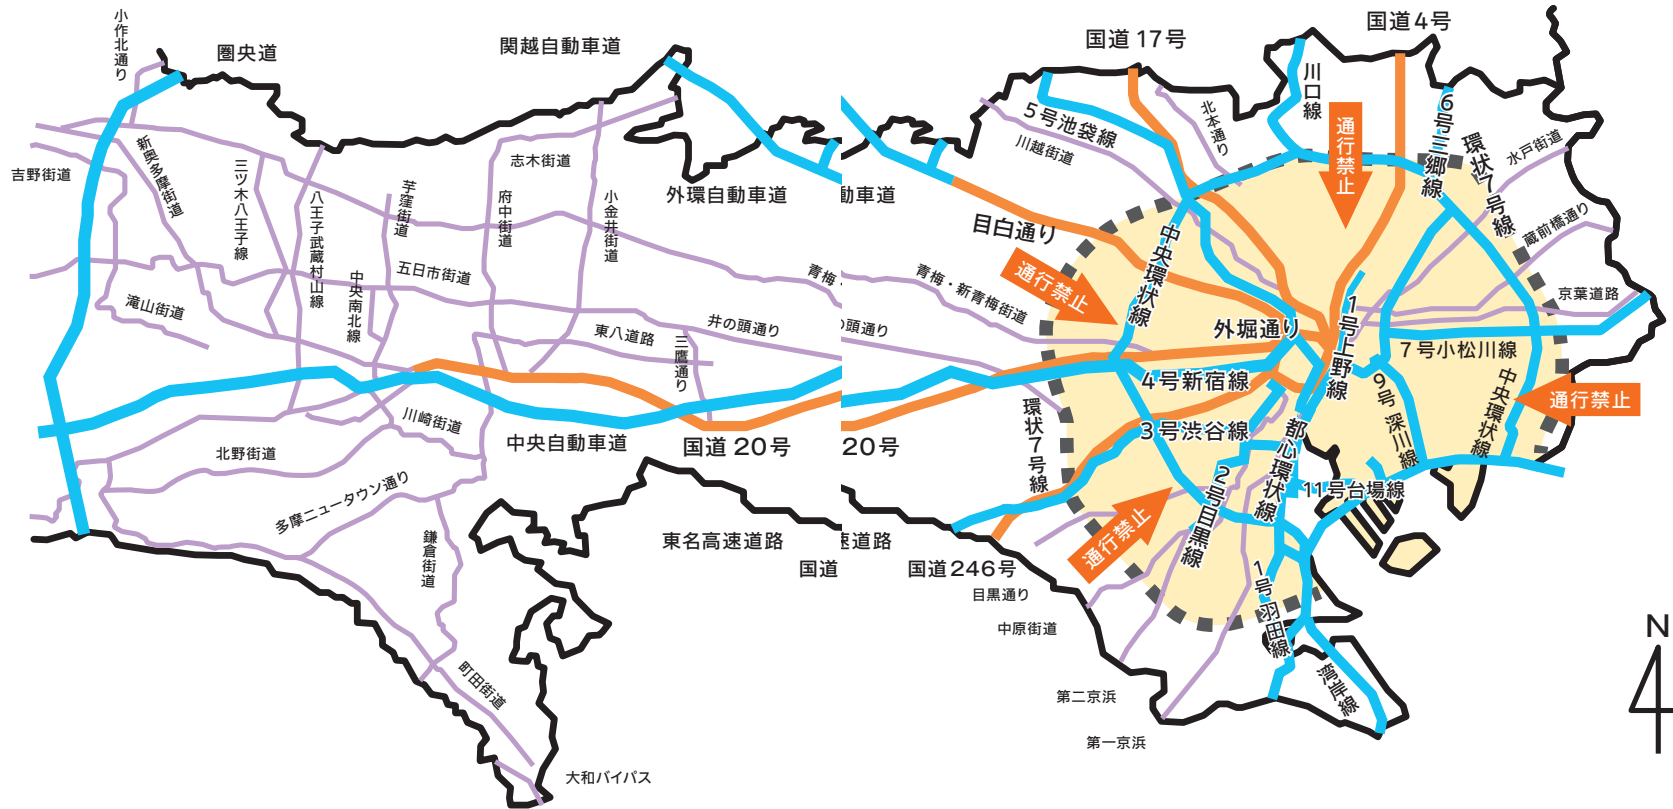 小作北通り
圏央道
関越自動車道
国道17号
国道4号
吉野街道
新奥多摩街道
三ツ木八王子線
八王子武蔵村山線
芋窪街道
府中街道
志木街道
小金井街道
外環自動車道
動車道
5号池袋線
川越街道
北本通り
川口線
通行禁止
6号三郷線
環状7号線
水戸街道
蔵前橋通り
京葉道路
目白通り
通行禁止
中央環状線
青梅・新青梅街道
滝山街道
中央南北線
五日市街道
青梅・
東八道路
井の頭通り
の頭通り
三鷹通り
外堀通り
1号上野線
7号小松川線
4号新宿線
9号深川線
中央環状線
通行禁止
川崎街道
北野街道
中央自動車道
国道20号
20号
環状7号線
3号渋谷線
都心環状線
2号目黒線
11号台場線
多摩ニュータウン通り
鎌倉街道
東名高速道路
速道路
国道
国道246号
通行禁止
目黒通り
中原街道
1号羽田線
湾岸線
町田街道
第二京浜
第一京浜
大和バイパス
N